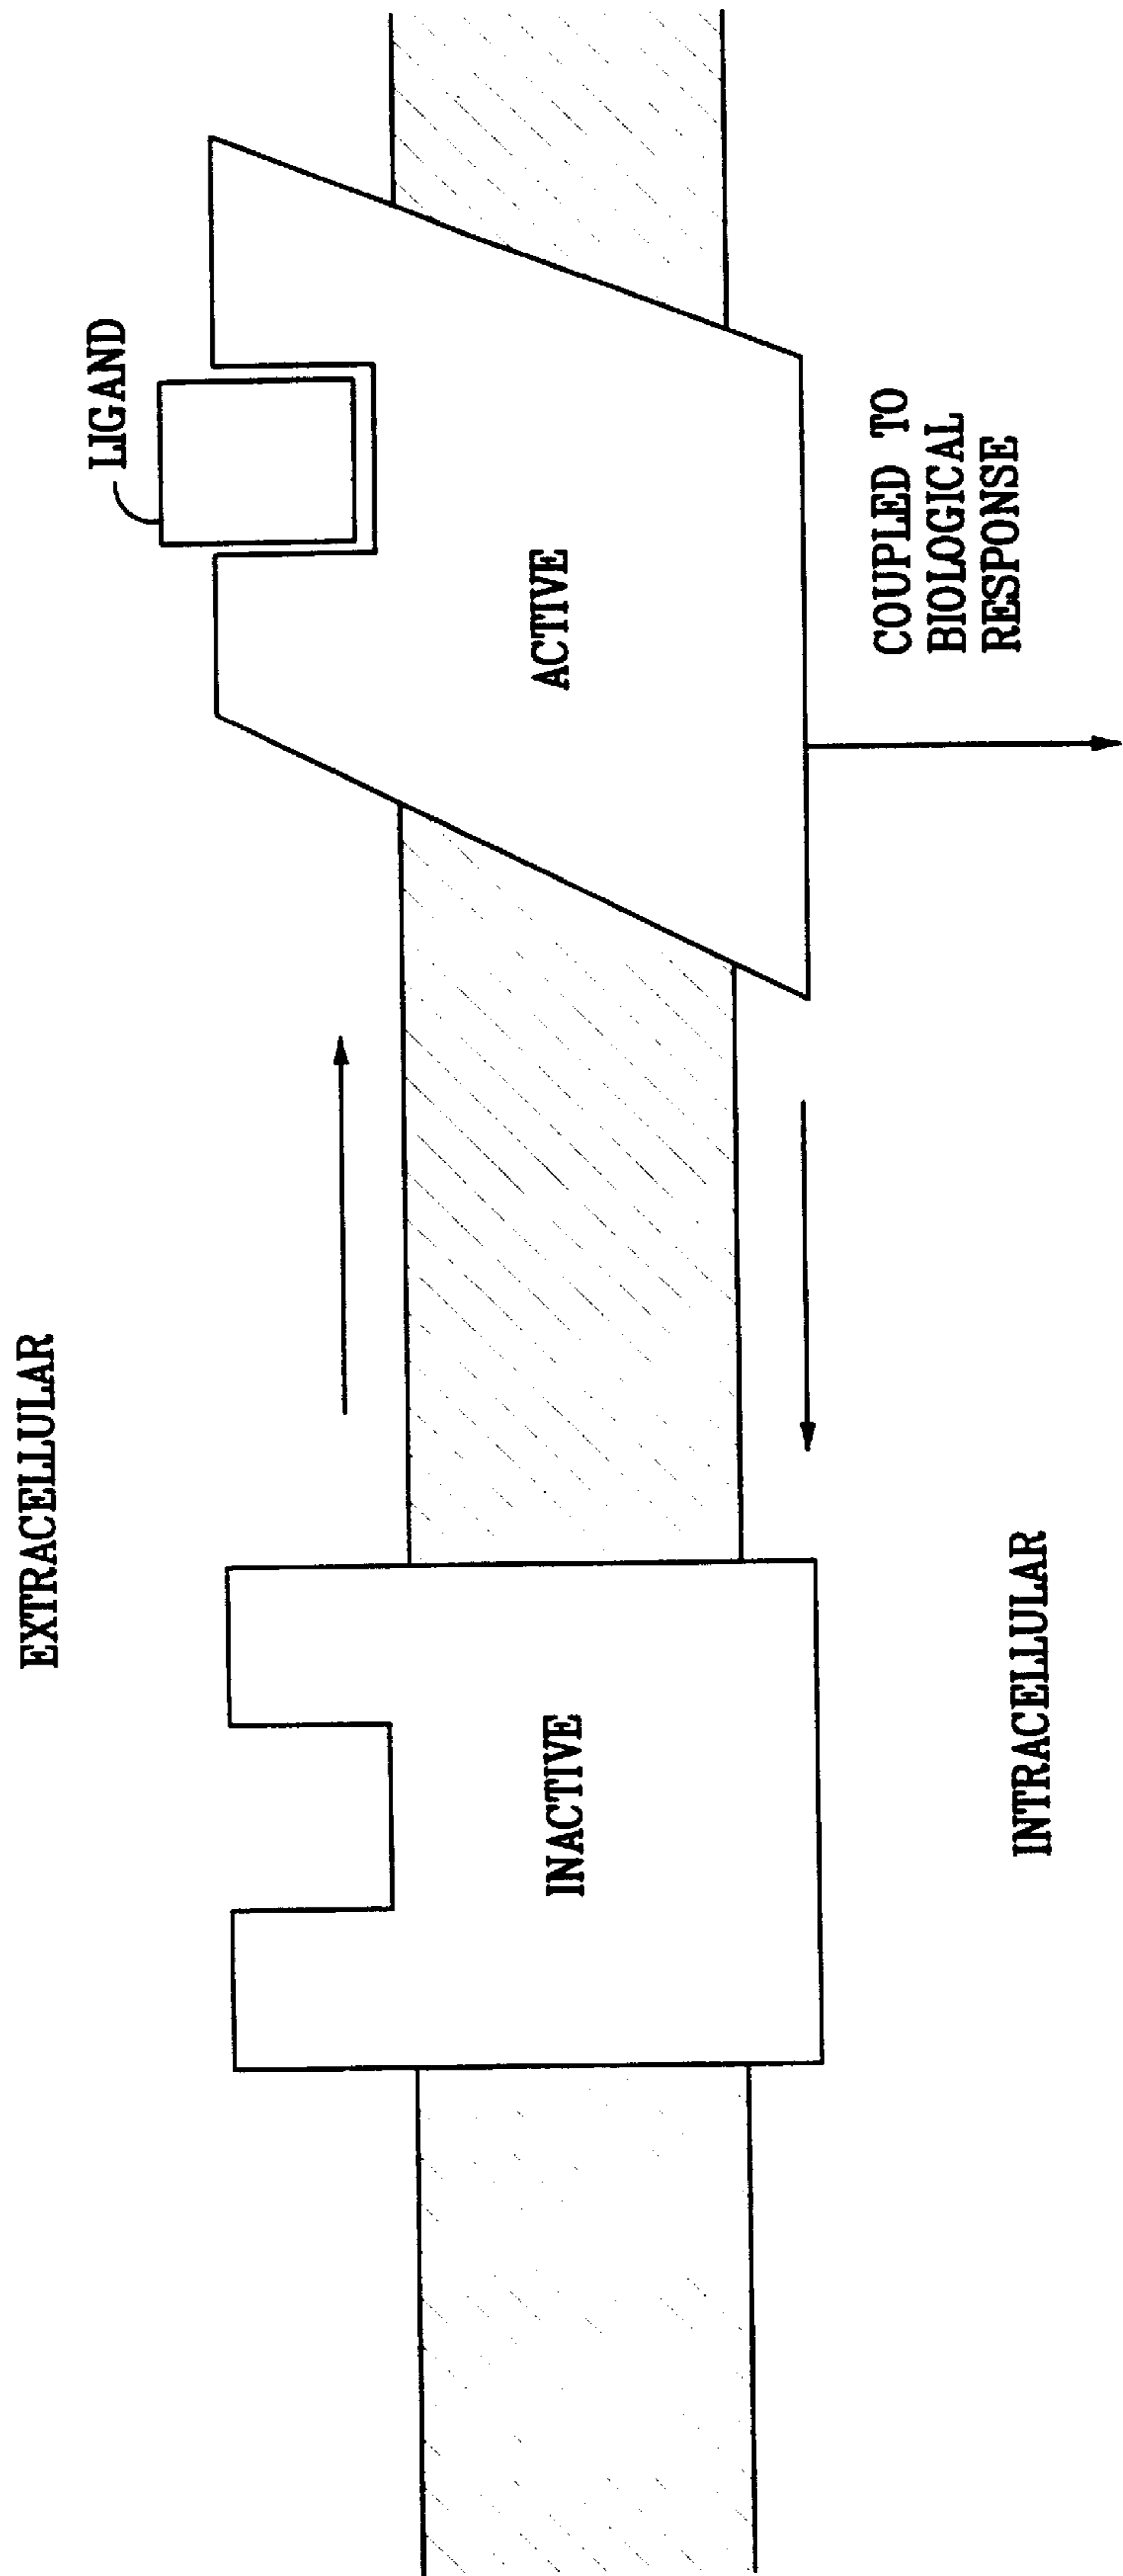 EXTRACELLULAR
LIGAND
INACTIVE
ACTIVE
INTRACELLULAR
COUPLED TO
BIOLOGICAL
RESPONSE